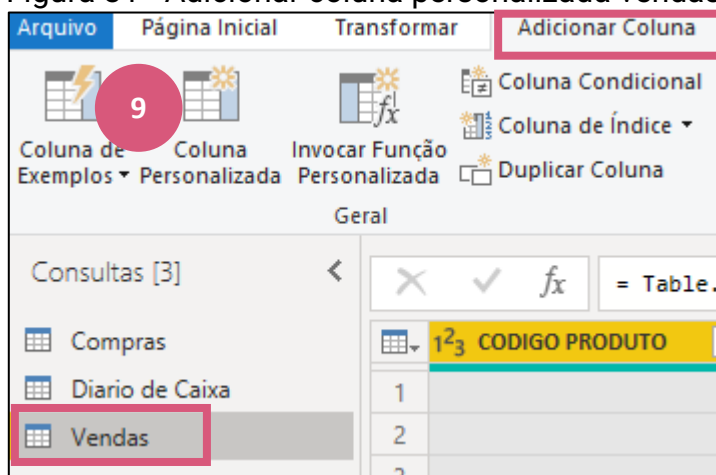 Arquivo Página Inicial Transformar Adicionar Coluna
Coluna Condicional
Coluna de Índice
Duplicar Coluna
9
Coluna de Exemplos
Coluna Personalizada
Invocar Função Personalizada
Geral
Consultas [3]
fx = Table.
Compras
Diario de Caixa
Vendas
1²3 CODIGO PRODUTO
1
2